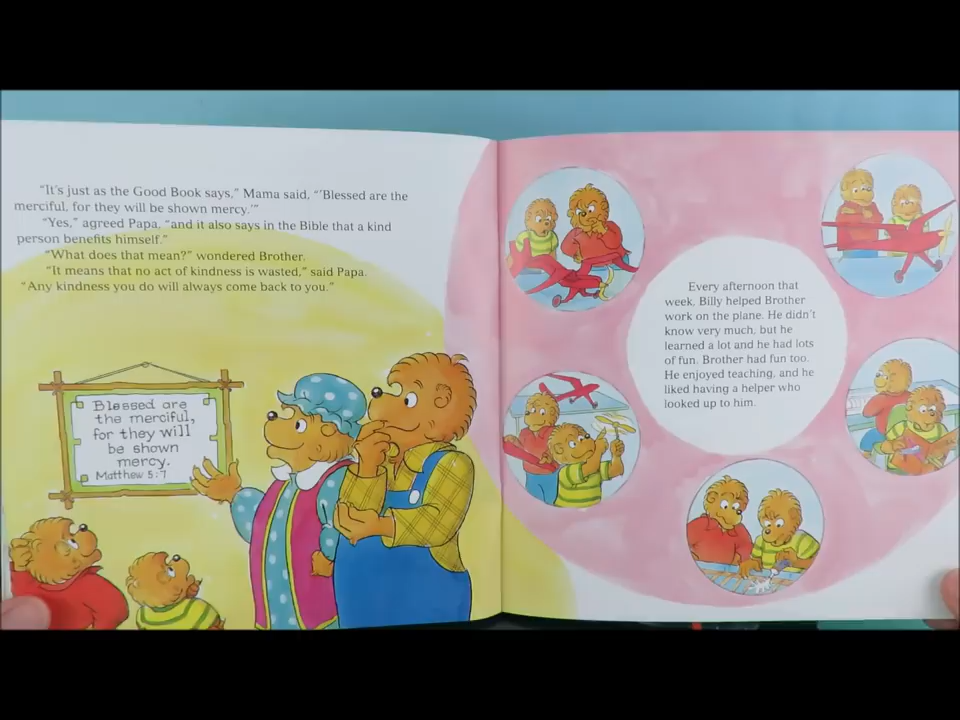 "It's just as the Good Book says," Mama said, "'Blessed are the
merciful, for they will be shown mercy.'"
"Yes," agreed Papa, "and it also says in the Bible that a kind
person benefits himself."
"What does that mean?" wondered Brother.
"It means that no act of kindness is wasted," said Papa.
"Any kindness you do will always come back to you."
Blessed are
the merciful,
for they will
be shown
mercy.
Matthew 5:7
Every afternoon that
week, Billy helped Brother
work on the plane. He didn't
know very much, but he
learned a lot and he had lots
of fun. Brother had fun too.
He enjoyed teaching, and he
liked having a helper who
looked up to him.